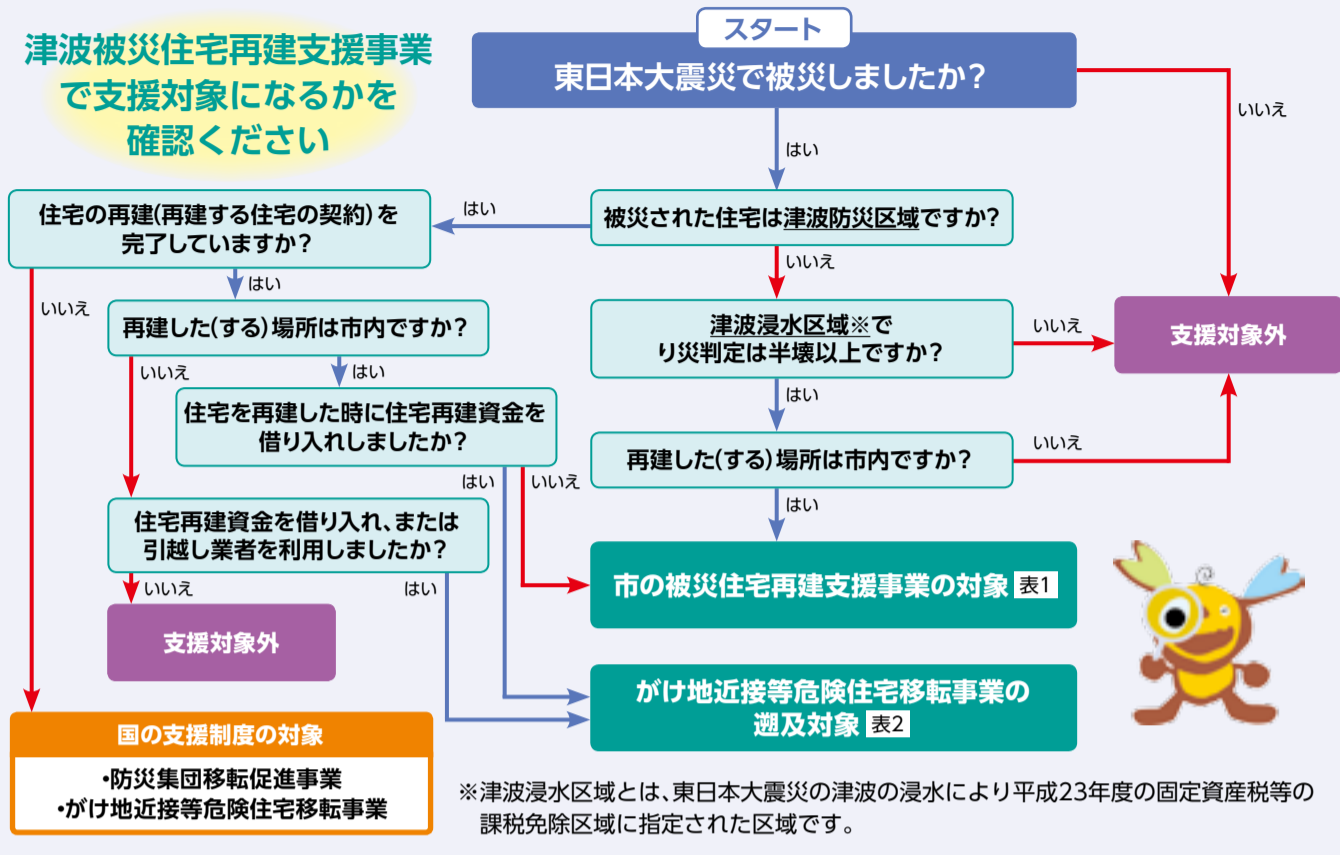 津波被災住宅再建支援事業
で支援対象になるかを
確認ください
スタート
東日本大震災で被災しましたか？
いいえ
はい
被災された住宅は津波防災区域ですか？
はい
いいえ
住宅の再建（再建する住宅の契約）を
完了していますか？
いいえ
はい
再建した（する）場所は市内ですか？
いいえ
はい
住宅を再建した時に住宅再建資金を
借り入れしましたか？
はい
いいえ
住宅再建資金を借り入れ、または
引越し業者を利用しましたか？
いいえ
はい
支援対象外
国の支援制度の対象
・防災集団移転促進事業
・がけ地近接等危険住宅移転事業
津波浸水区域※で
り災判定は半壊以上ですか？
いいえ
はい
支援対象外
再建した（する）場所は市内ですか？
いいえ
はい
市の被災住宅再建支援事業の対象 表1
がけ地近接等危険住宅移転事業の
遡及対象 表2
※津波浸水区域とは、東日本大震災の津波の浸水により平成23年度の固定資産税等の
課税免除区域に指定された区域です。